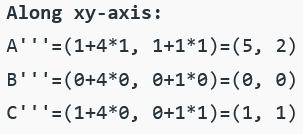 Along xy-axis:
A'''=(1+4*1, 1+1*1)=(5, 2)
B'''=(0+4*0, 0+1*0)=(0, 0)
C'''=(1+4*0, 0+1*1)=(1, 1)